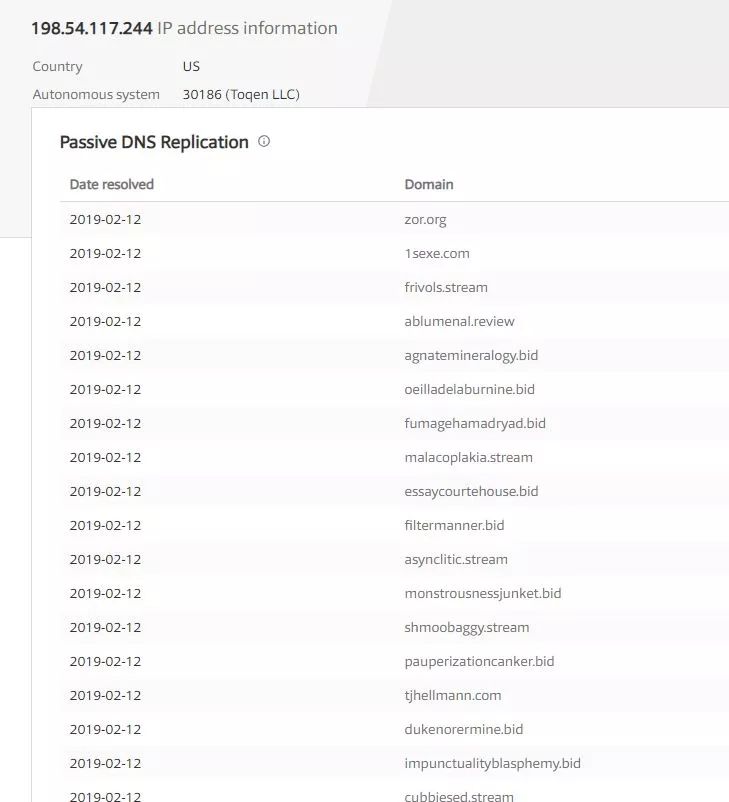 198.54.117.244 IP address information
Country US
Autonomous system 30186 (Toqen LLC)
Passive DNS Replication
Date resolved Domain
2019-02-12 zor.org
2019-02-12 1sexe.com
2019-02-12 frivols.stream
2019-02-12 ablumenal.review
2019-02-12 agnatemineralogy.bid
2019-02-12 oeilladelaburnine.bid
2019-02-12 fumagehamadryad.bid
2019-02-12 malacoplakia.stream
2019-02-12 essaycourtehouse.bid
2019-02-12 filtermanner.bid
2019-02-12 asynclitic.stream
2019-02-12 monstrousnessjunket.bid
2019-02-12 shmoobaggy.stream
2019-02-12 pauperizationcanker.bid
2019-02-12 tjhellmann.com
2019-02-12 dukenorermine.bid
2019-02-12 impunctualityblasphemy.bid
2019-02-12 cubbiesed.stream